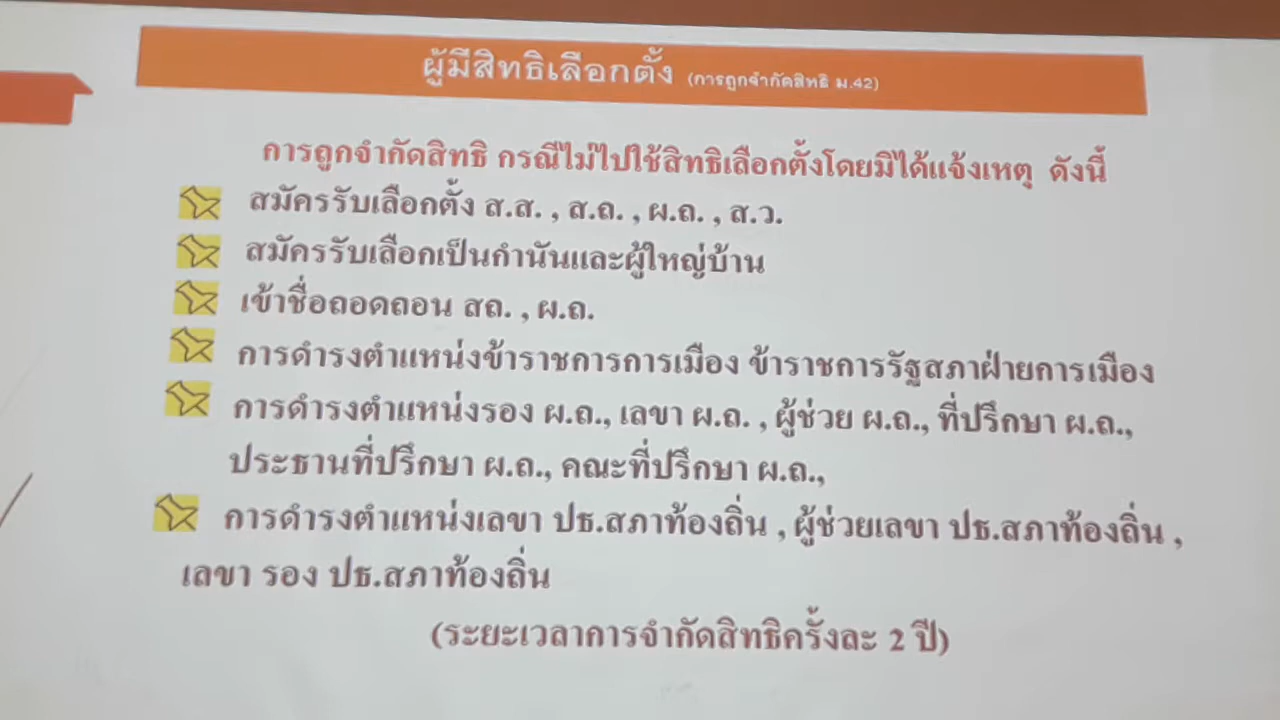 ผู้มีสิทธิเลือกตั้ง (การถูกจำกัดสิทธิ ม.42)
การถูกจำกัดสิทธิ กรณีไม่ไปใช้สิทธิเลือกตั้งโดยมิได้แจ้งเหตุ ดังนี้
สมัครรับเลือกตั้ง ส.ส. , ส.ถ. , ผ.ถ. , ส.ว.
สมัครรับเลือกเป็นกำนันและผู้ใหญ่บ้าน
เข้าชื่อถอดถอน สถ. , ผ.ถ.
การดำรงตำแหน่งข้าราชการการเมือง ข้าราชการรัฐสภาฝ่ายการเมือง
การดำรงตำแหน่งรอง ผ.ถ., เลขา ผ.ถ. , ผู้ช่วย ผ.ถ., ที่ปรึกษา ผ.ถ.,
ประธานที่ปรึกษา ผ.ถ., คณะที่ปรึกษา ผ.ถ.,
การดำรงตำแหน่งเลขา ปธ.สภาท้องถิ่น , ผู้ช่วยเลขา ปธ.สภาท้องถิ่น ,
เลขา รอง ปธ.สภาท้องถิ่น
(ระยะเวลาการจำกัดสิทธิครั้งละ 2 ปี)